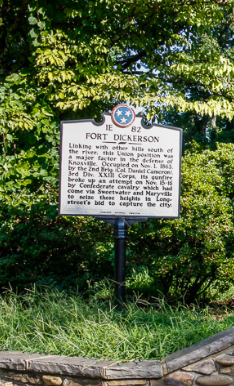 1E 82
FORT DICKERSON
Linking with other hills south of
the river, this Union position was
a major factor in the defense of
Knoxville. Occupied on Nov. 1, 1863,
by the 2nd Brig. (Col. Daniel Cameron),
3rd Div., XXIII Corps, its gunfire
broke up an attempt on Nov. 15-16
by Confederate cavalry which had
come via Sweetwater and Maryville
to seize these heights in Long-
street's bid to capture the city.